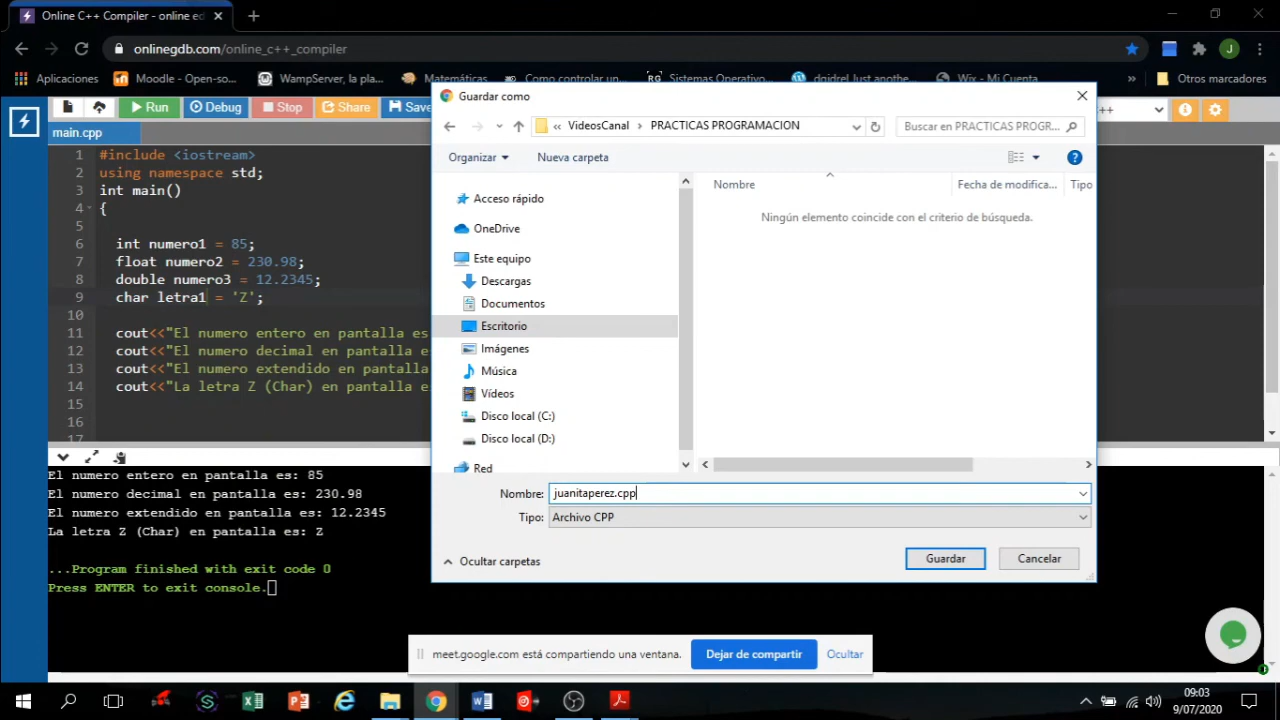 Online C++ Compiler - online ed
onlinegdb.com/online_c++_compiler
J
Aplicaciones
Moodle - Open-so...
WampServer, la pla...
Matemáticas
Como controlar un...
RG Sistemas Operativo...
Wix - Mi Cuenta
Otros marcadores
Run
Debug
Stop
Share
Save
++
main.cpp
1 #include <iostream>
2 using namespace std;
3 int main()
4 {
5
6 int numero1 = 85;
7 float numero2 = 230.98;
8 double numero3 = 12.2345;
9 char letra1 = 'Z';
10
11 cout<<"El numero entero en pantalla es
12 cout<<"El numero decimal en pantalla e
13 cout<<"El numero extendido en pantalla
14 cout<<"La letra Z (Char) en pantalla e
15
16
17
Guardar como
« VideosCanal › PRACTICAS PROGRAMACION
Buscar en PRACTICAS PROGR...
Organizar
Nueva carpeta
Nombre
Fecha de modifica...
Tipo
Ningún elemento coincide con el criterio de búsqueda.
Acceso rápido
OneDrive
Este equipo
Descargas
Documentos
Escritorio
Imágenes
Música
Vídeos
Disco local (C:)
Disco local (D:)
Red
Nombre: juanitaperez.cpp
Tipo: Archivo CPP
Ocultar carpetas
Guardar
Cancelar
El numero entero en pantalla es: 85
El numero decimal en pantalla es: 230.98
El numero extendido en pantalla es: 12.2345
La letra Z (Char) en pantalla es: Z
...Program finished with exit code 0
Press ENTER to exit console.
meet.google.com está compartiendo una ventana.
Dejar de compartir
Ocultar
09:03
9/07/2020